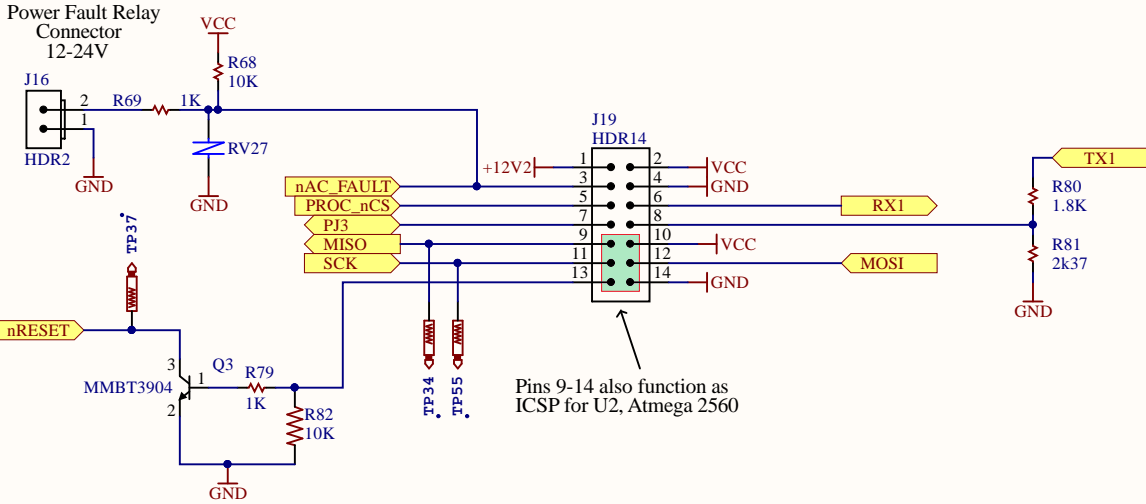 Power Fault Relay
Connector
12-24V
VCC
R68
10K
J16
R69
1K
2
1
HDR2
GND
RV27
GND
J19
HDR14
+12V2
1
2
VCC
nAC_FAULT
3
4
GND
PROC_nCS
5
6
RX1
PJ3
7
8
MISO
9
10
VCC
SCK
11
12
MOSI
13
14
GND
TX1
R80
1.8K
R81
2k37
GND
TP37
nRESET
3
Q3
MMBT3904
1
2
R79
1K
R82
10K
GND
TP34
TP55
Pins 9-14 also function as
ICSP for U2, Atmega 2560